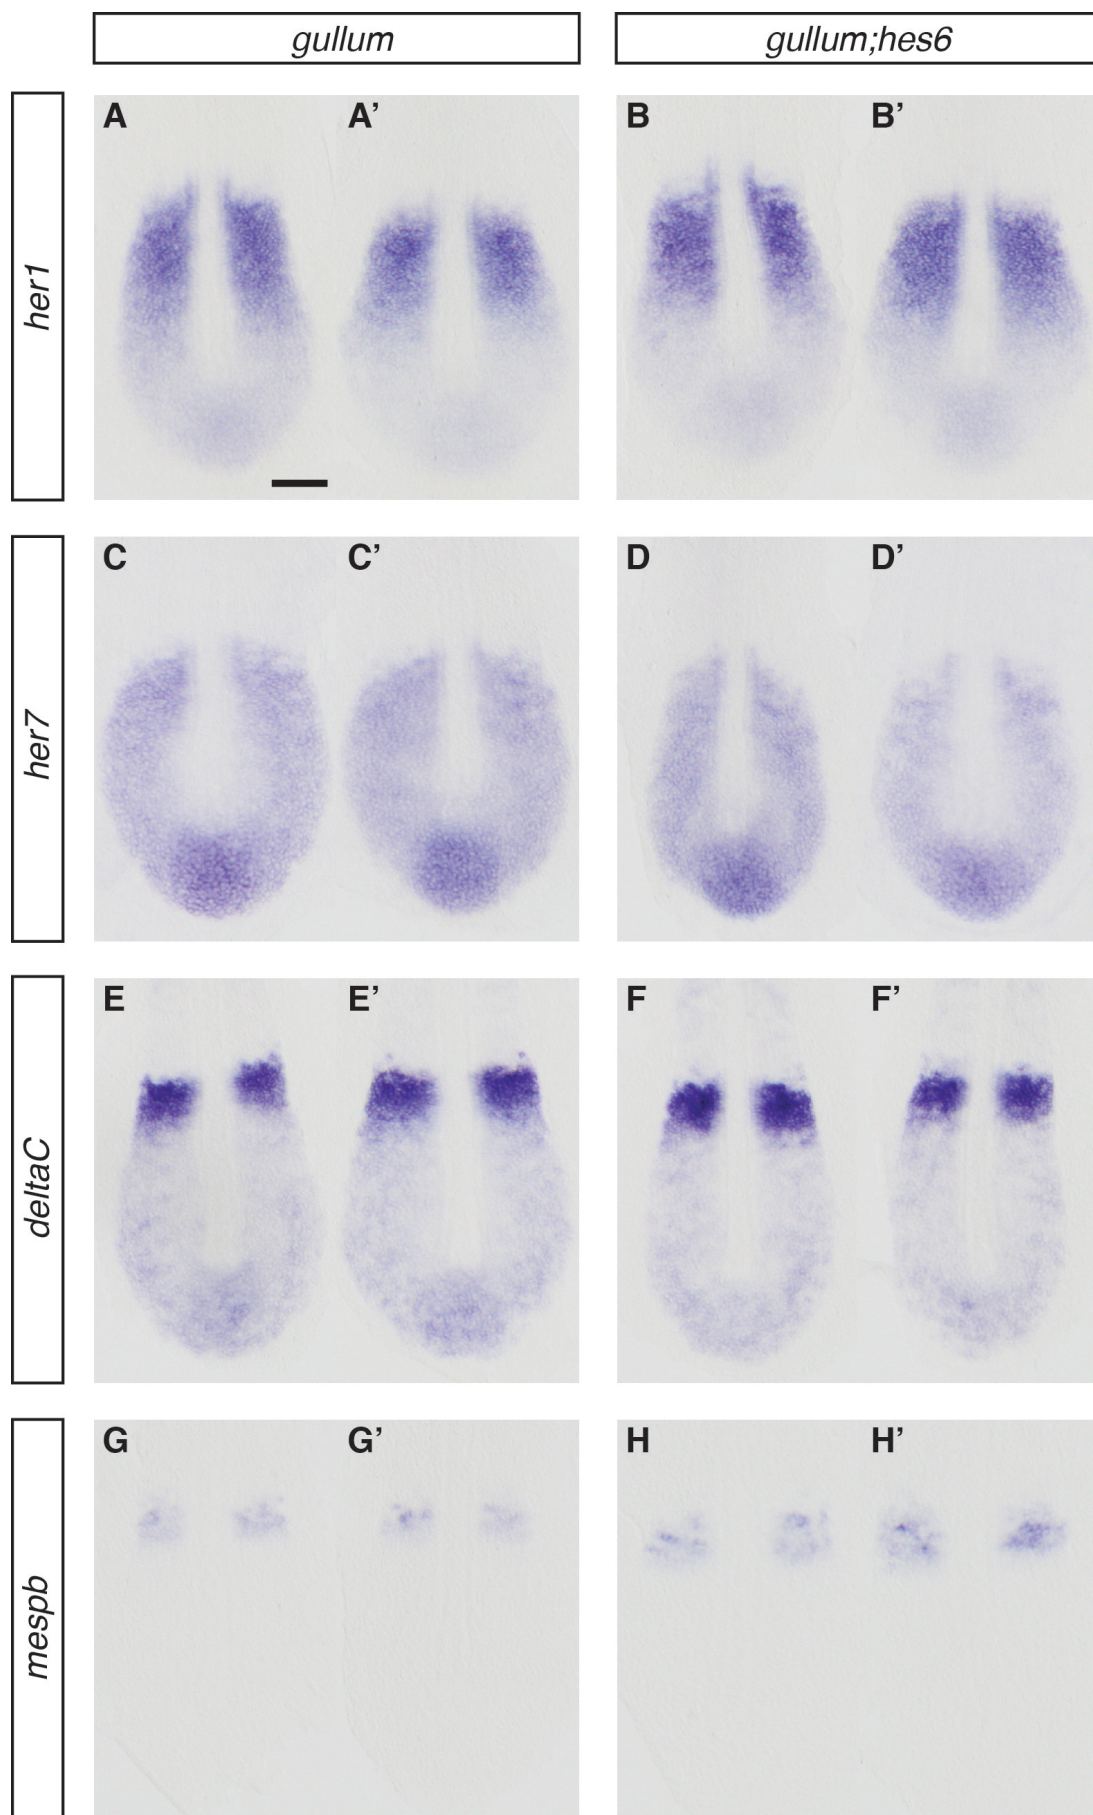 gullum
gullum;hes6
her1
A
A’
B
B’
her7
C
C’
D
D’
deltaC
E
E’
F
F’
mespb
G
G’
H
H’